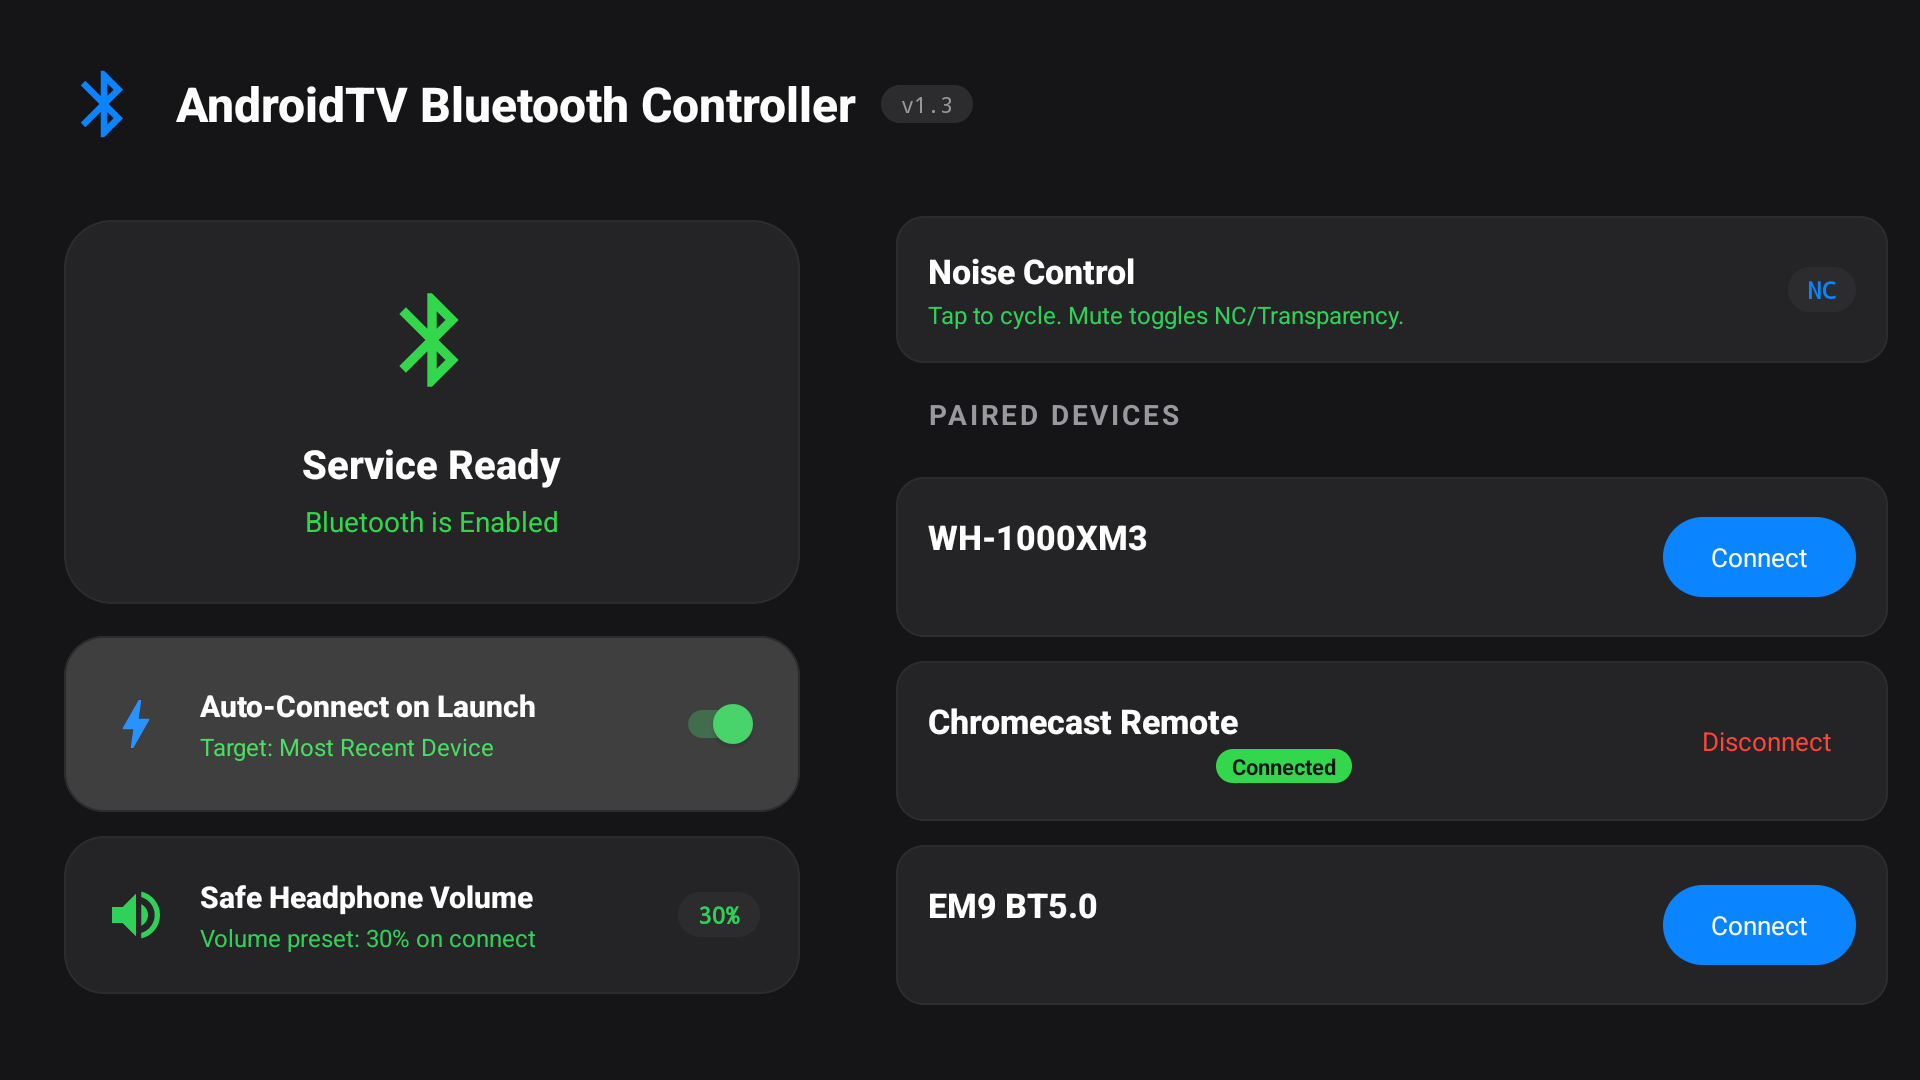 AndroidTV Bluetooth Controller
v1.3
Service Ready
Bluetooth is Enabled
Auto-Connect on Launch
Target: Most Recent Device
Safe Headphone Volume
Volume preset: 30% on connect
30%
Noise Control
Tap to cycle. Mute toggles NC/Transparency.
NC
PAIRED DEVICES
WH-1000XM3
Connect
Chromecast Remote
Connected
Disconnect
EM9 BT5.0
Connect